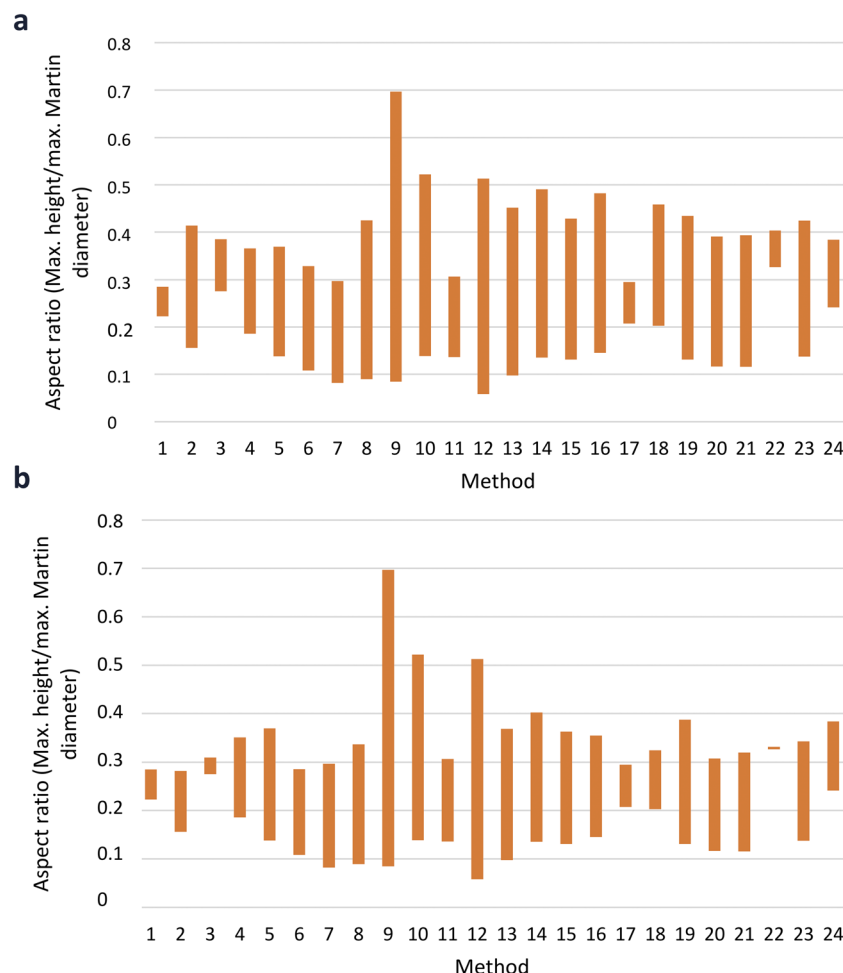 a
Aspect ratio (Max. height/max. Martin
diameter)
0.8
0.7
0.6
0.5
0.4
0.3
0.2
0.1
0
1 2 3 4 5 6 7 8 9 10 11 12 13 14 15 16 17 18 19 20 21 22 23 24
Method
b
Aspect ratio (Max. height/max. Martin
diameter)
0.8
0.7
0.6
0.5
0.4
0.3
0.2
0.1
0
1 2 3 4 5 6 7 8 9 10 11 12 13 14 15 16 17 18 19 20 21 22 23 24
Method